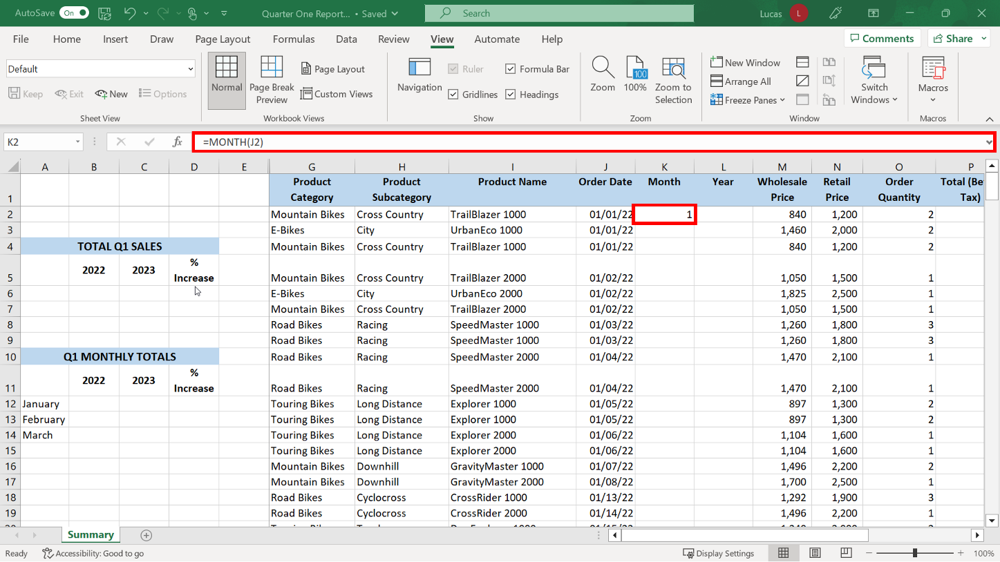 AutoSave On Quarter One Report... • Saved Search Lucas L
File Home Insert Draw Page Layout Formulas Data Review View Automate Help Comments Share
Default
Keep Exit New Options
Sheet View
Normal
Page Break
Preview
Page Layout
Custom Views
Workbook Views
Navigation
Ruler Formula Bar
Gridlines Headings
Show
Zoom
100
100%
Zoom to
Selection
Zoom
New Window
Arrange All
Freeze Panes
Switch
Windows
Window
Macros
Macros
K2 fx =MONTH(J2)
A B C D E G H I J K L M N O P
Product Product Product Name Order Date Month Year Wholesale Retail Order Total (Be
1 Category Subcategory Price Price Quantity Tax)
2 Mountain Bikes Cross Country TrailBlazer 1000 01/01/22 1 840 1,200 2
3 E-Bikes City UrbanEco 1000 01/01/22 1,460 2,000 2
4 TOTAL Q1 SALES Mountain Bikes Cross Country TrailBlazer 1000 01/01/22 840 1,200 2
2022 2023 %
5 Increase Mountain Bikes Cross Country TrailBlazer 2000 01/02/22 1,050 1,500 1
6 E-Bikes City UrbanEco 2000 01/02/22 1,825 2,500 1
7 Mountain Bikes Cross Country TrailBlazer 2000 01/02/22 1,050 1,500 1
8 Road Bikes Racing SpeedMaster 1000 01/03/22 1,260 1,800 3
9 Road Bikes Racing SpeedMaster 1000 01/03/22 1,260 1,800 3
10 Q1 MONTHLY TOTALS Road Bikes Racing SpeedMaster 2000 01/04/22 1,470 2,100 1
2022 2023 %
11 Increase Road Bikes Racing SpeedMaster 2000 01/04/22 1,470 2,100 1
12 January Touring Bikes Long Distance Explorer 1000 01/05/22 897 1,300 2
13 February Touring Bikes Long Distance Explorer 1000 01/05/22 897 1,300 2
14 March Touring Bikes Long Distance Explorer 2000 01/06/22 1,104 1,600 1
15 Touring Bikes Long Distance Explorer 2000 01/06/22 1,104 1,600 1
16 Mountain Bikes Downhill GravityMaster 1000 01/07/22 1,496 2,200 2
17 Mountain Bikes Downhill GravityMaster 2000 01/08/22 1,700 2,500 1
18 Road Bikes Cyclocross CrossRider 1000 01/13/22 1,292 1,900 3
19 Road Bikes Cyclocross CrossRider 2000 01/14/22 1,496 2,200 1
Summary
Ready Accessibility: Good to go Display Settings 100%